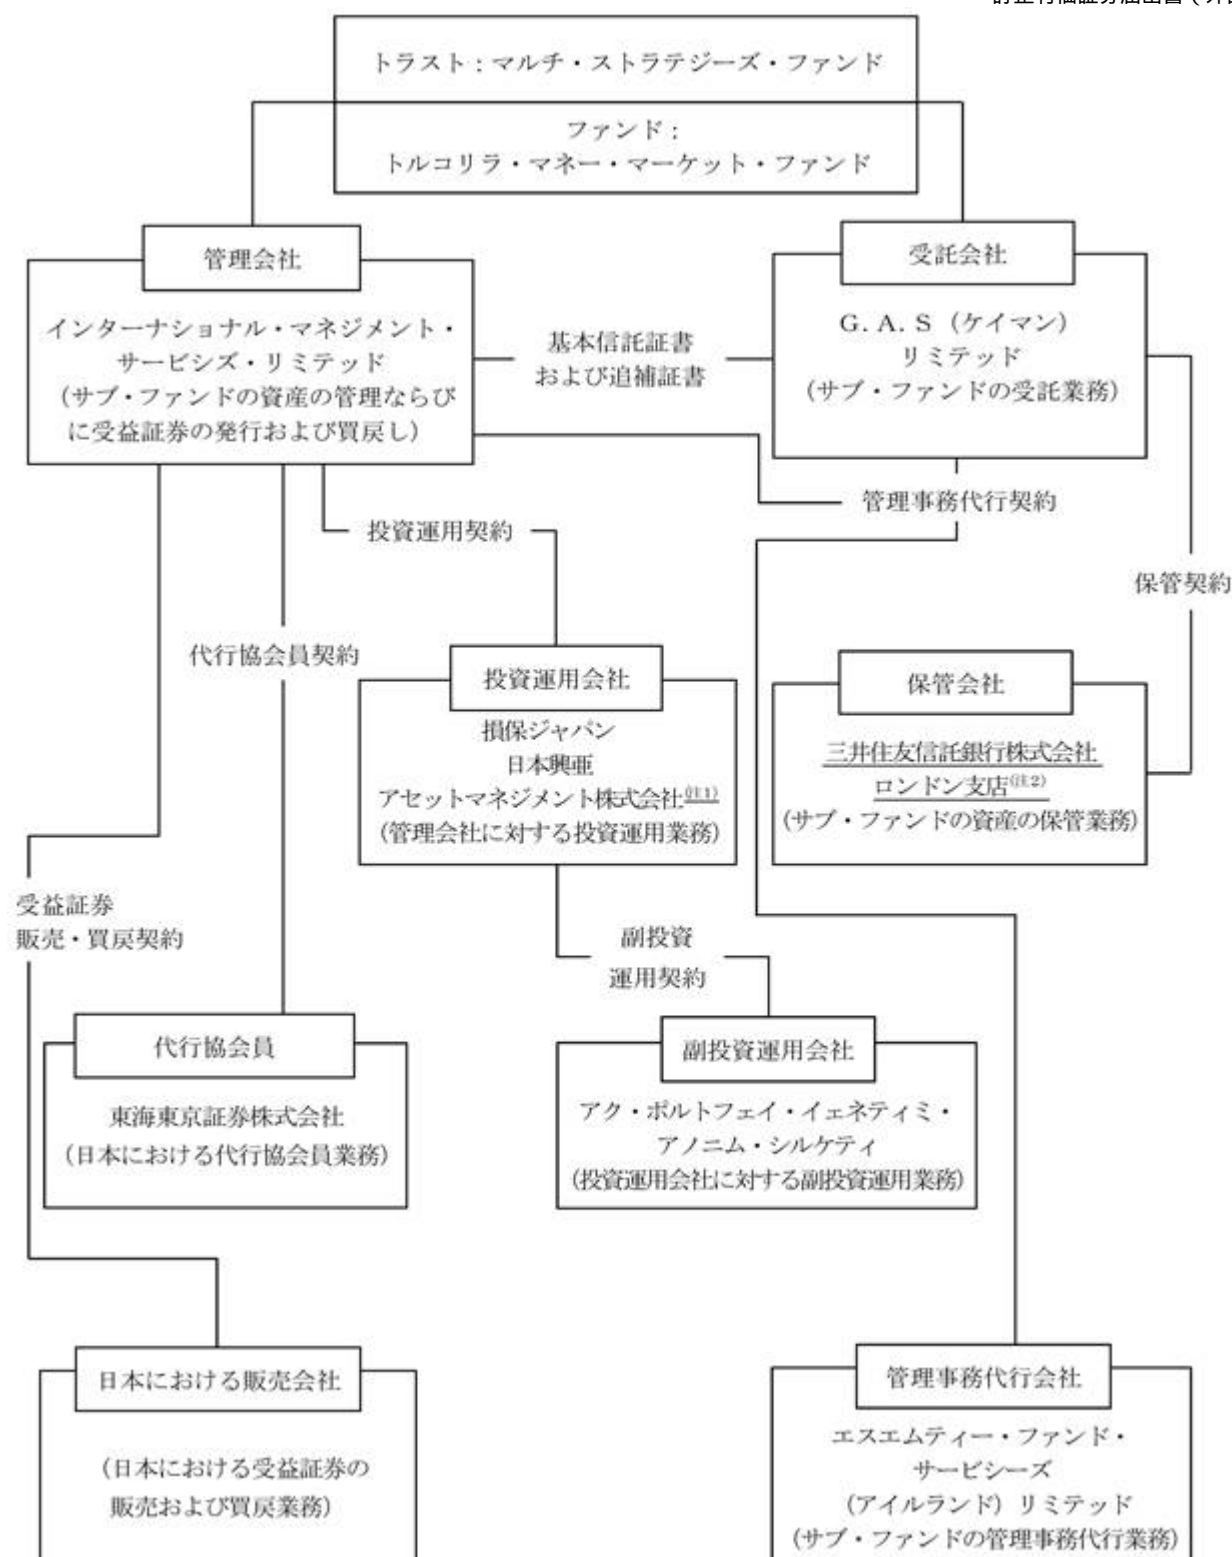 トラスト：マルチ・ストラテジーズ・ファンド
ファンド：
トルコリラ・マネー・マーケット・ファンド
管理会社
インターナショナル・マネジメント・
サービシズ・リミテッド
（サブ・ファンドの資産の管理ならび
に受益証券の発行および買戻し）
基本信託証書
および追補証書
受託会社
G. A. S（ケイマン）
リミテッド
（サブ・ファンドの受託業務）
管理事務代行契約
投資運用契約
保管契約
代行協会員契約
投資運用会社
損保ジャパン
日本興亜
アセットマネジメント株式会社(注1)
（管理会社に対する投資運用業務）
保管会社
三井住友信託銀行株式会社
ロンドン支店(注2)
（サブ・ファンドの資産の保管業務）
受益証券
販売・買戻契約
副投資
運用契約
代行協会員
東海東京証券株式会社
（日本における代行協会員業務）
副投資運用会社
アク・ポルトフェイ・イェネティミ・
アノニム・シルケティ
（投資運用会社に対する副投資運用業務）
日本における販売会社
（日本における受益証券の
販売および買戻業務）
管理事務代行会社
エスエムティー・ファンド・
サービシーズ
（アイルランド）リミテッド
（サブ・ファンドの管理事務代行業務）